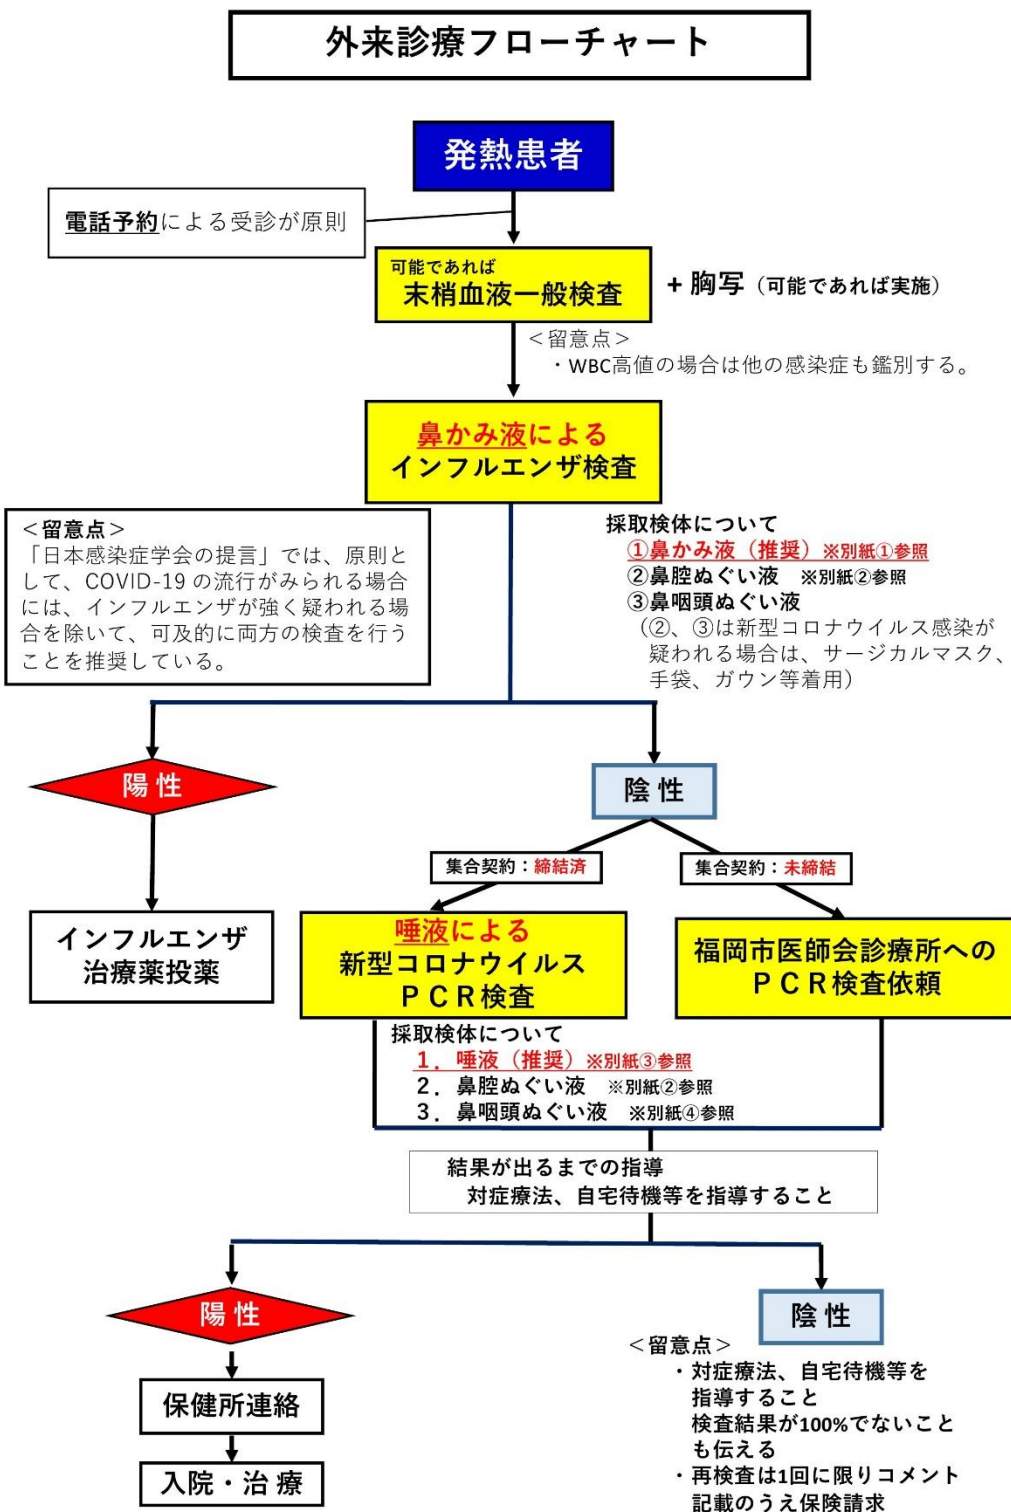 外来診療フローチャート
発熱患者
電話予約による受診が原則
可能であれば
末梢血液一般検査
+ 胸写（可能であれば実施）
＜留意点＞
・WBC高値の場合は他の感染症も鑑別する。
鼻かみ液による
インフルエンザ検査
＜留意点＞
「日本感染症学会の提言」では、原則と
して、COVID-19 の流行がみられる場合
には、インフルエンザが強く疑われる場
合を除いて、可及的に両方の検査を行う
ことを推奨している。
採取検体について
①鼻かみ液（推奨）※別紙①参照
②鼻腔ぬぐい液　※別紙②参照
③鼻咽頭ぬぐい液
（②、③は新型コロナウイルス感染が
疑われる場合は、サージカルマスク、
手袋、ガウン等着用）
陽 性
陰 性
集合契約：締結済
集合契約：未締結
インフルエンザ
治療薬投薬
唾液による
新型コロナウイルス
ＰＣＲ検査
福岡市医師会診療所への
ＰＣＲ検査依頼
採取検体について
１．唾液（推奨）※別紙③参照
２．鼻腔ぬぐい液　※別紙②参照
３．鼻咽頭ぬぐい液　※別紙④参照
結果が出るまでの指導
対症療法、自宅待機等を指導すること
陽 性
陰 性
保健所連絡
入院・治 療
＜留意点＞
・対症療法、自宅待機等を
指導すること
検査結果が100%でないこと
も伝える
・再検査は1回に限りコメント
記載のうえ保険請求